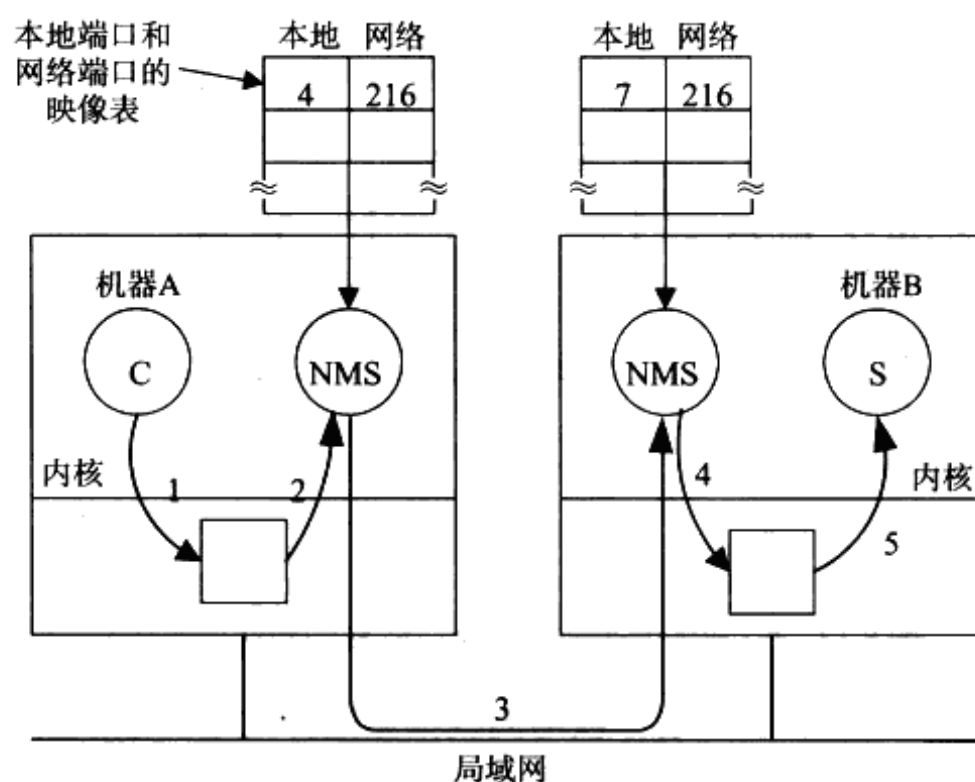 本地端口和
网络端口的
映像表
本地 网络
4 216
本地 网络
7 216
机器A
C
NMS
内核
1
2
机器B
NMS
S
内核
4
5
3
局域网